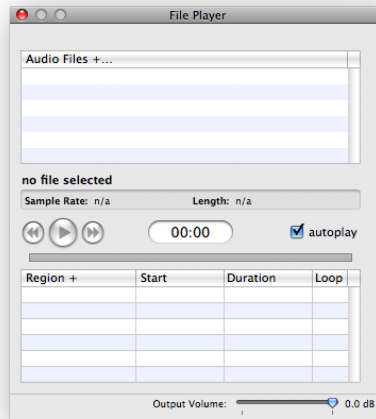 File Player
Audio Files +...
no file selected
Sample Rate: n/a Length: n/a
00:00 autoplay
Region + Start Duration Loop
Output Volume: 0.0 dB